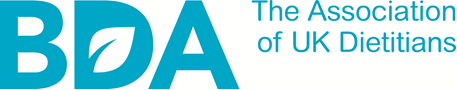 BDA
The Association
of UK Dietitians